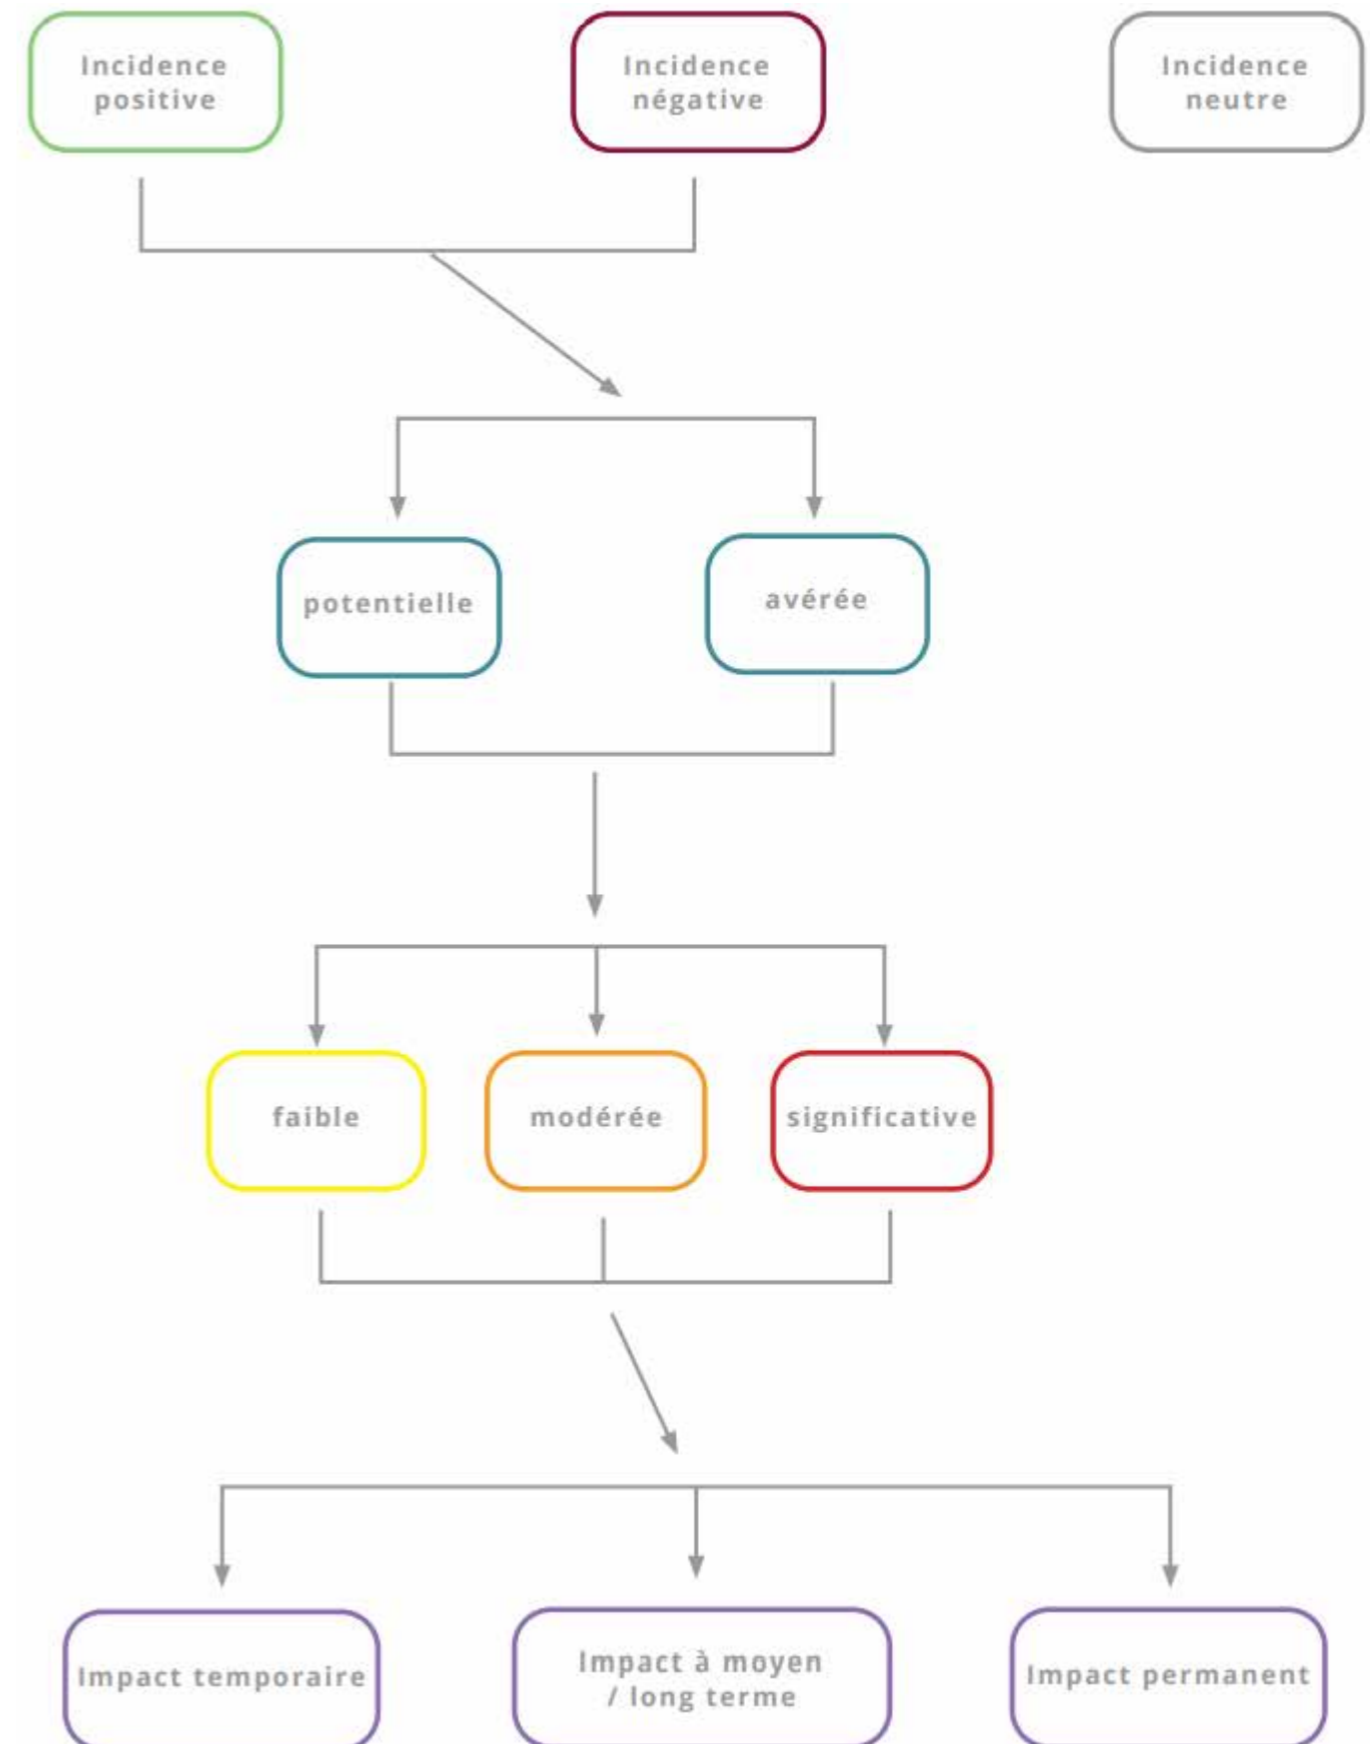 Incidence
positive
Incidence
négative
Incidence
neutre
potentielle
avérée
faible
modérée
significative
Impact temporaire
Impact à moyen
/ long terme
Impact permanent